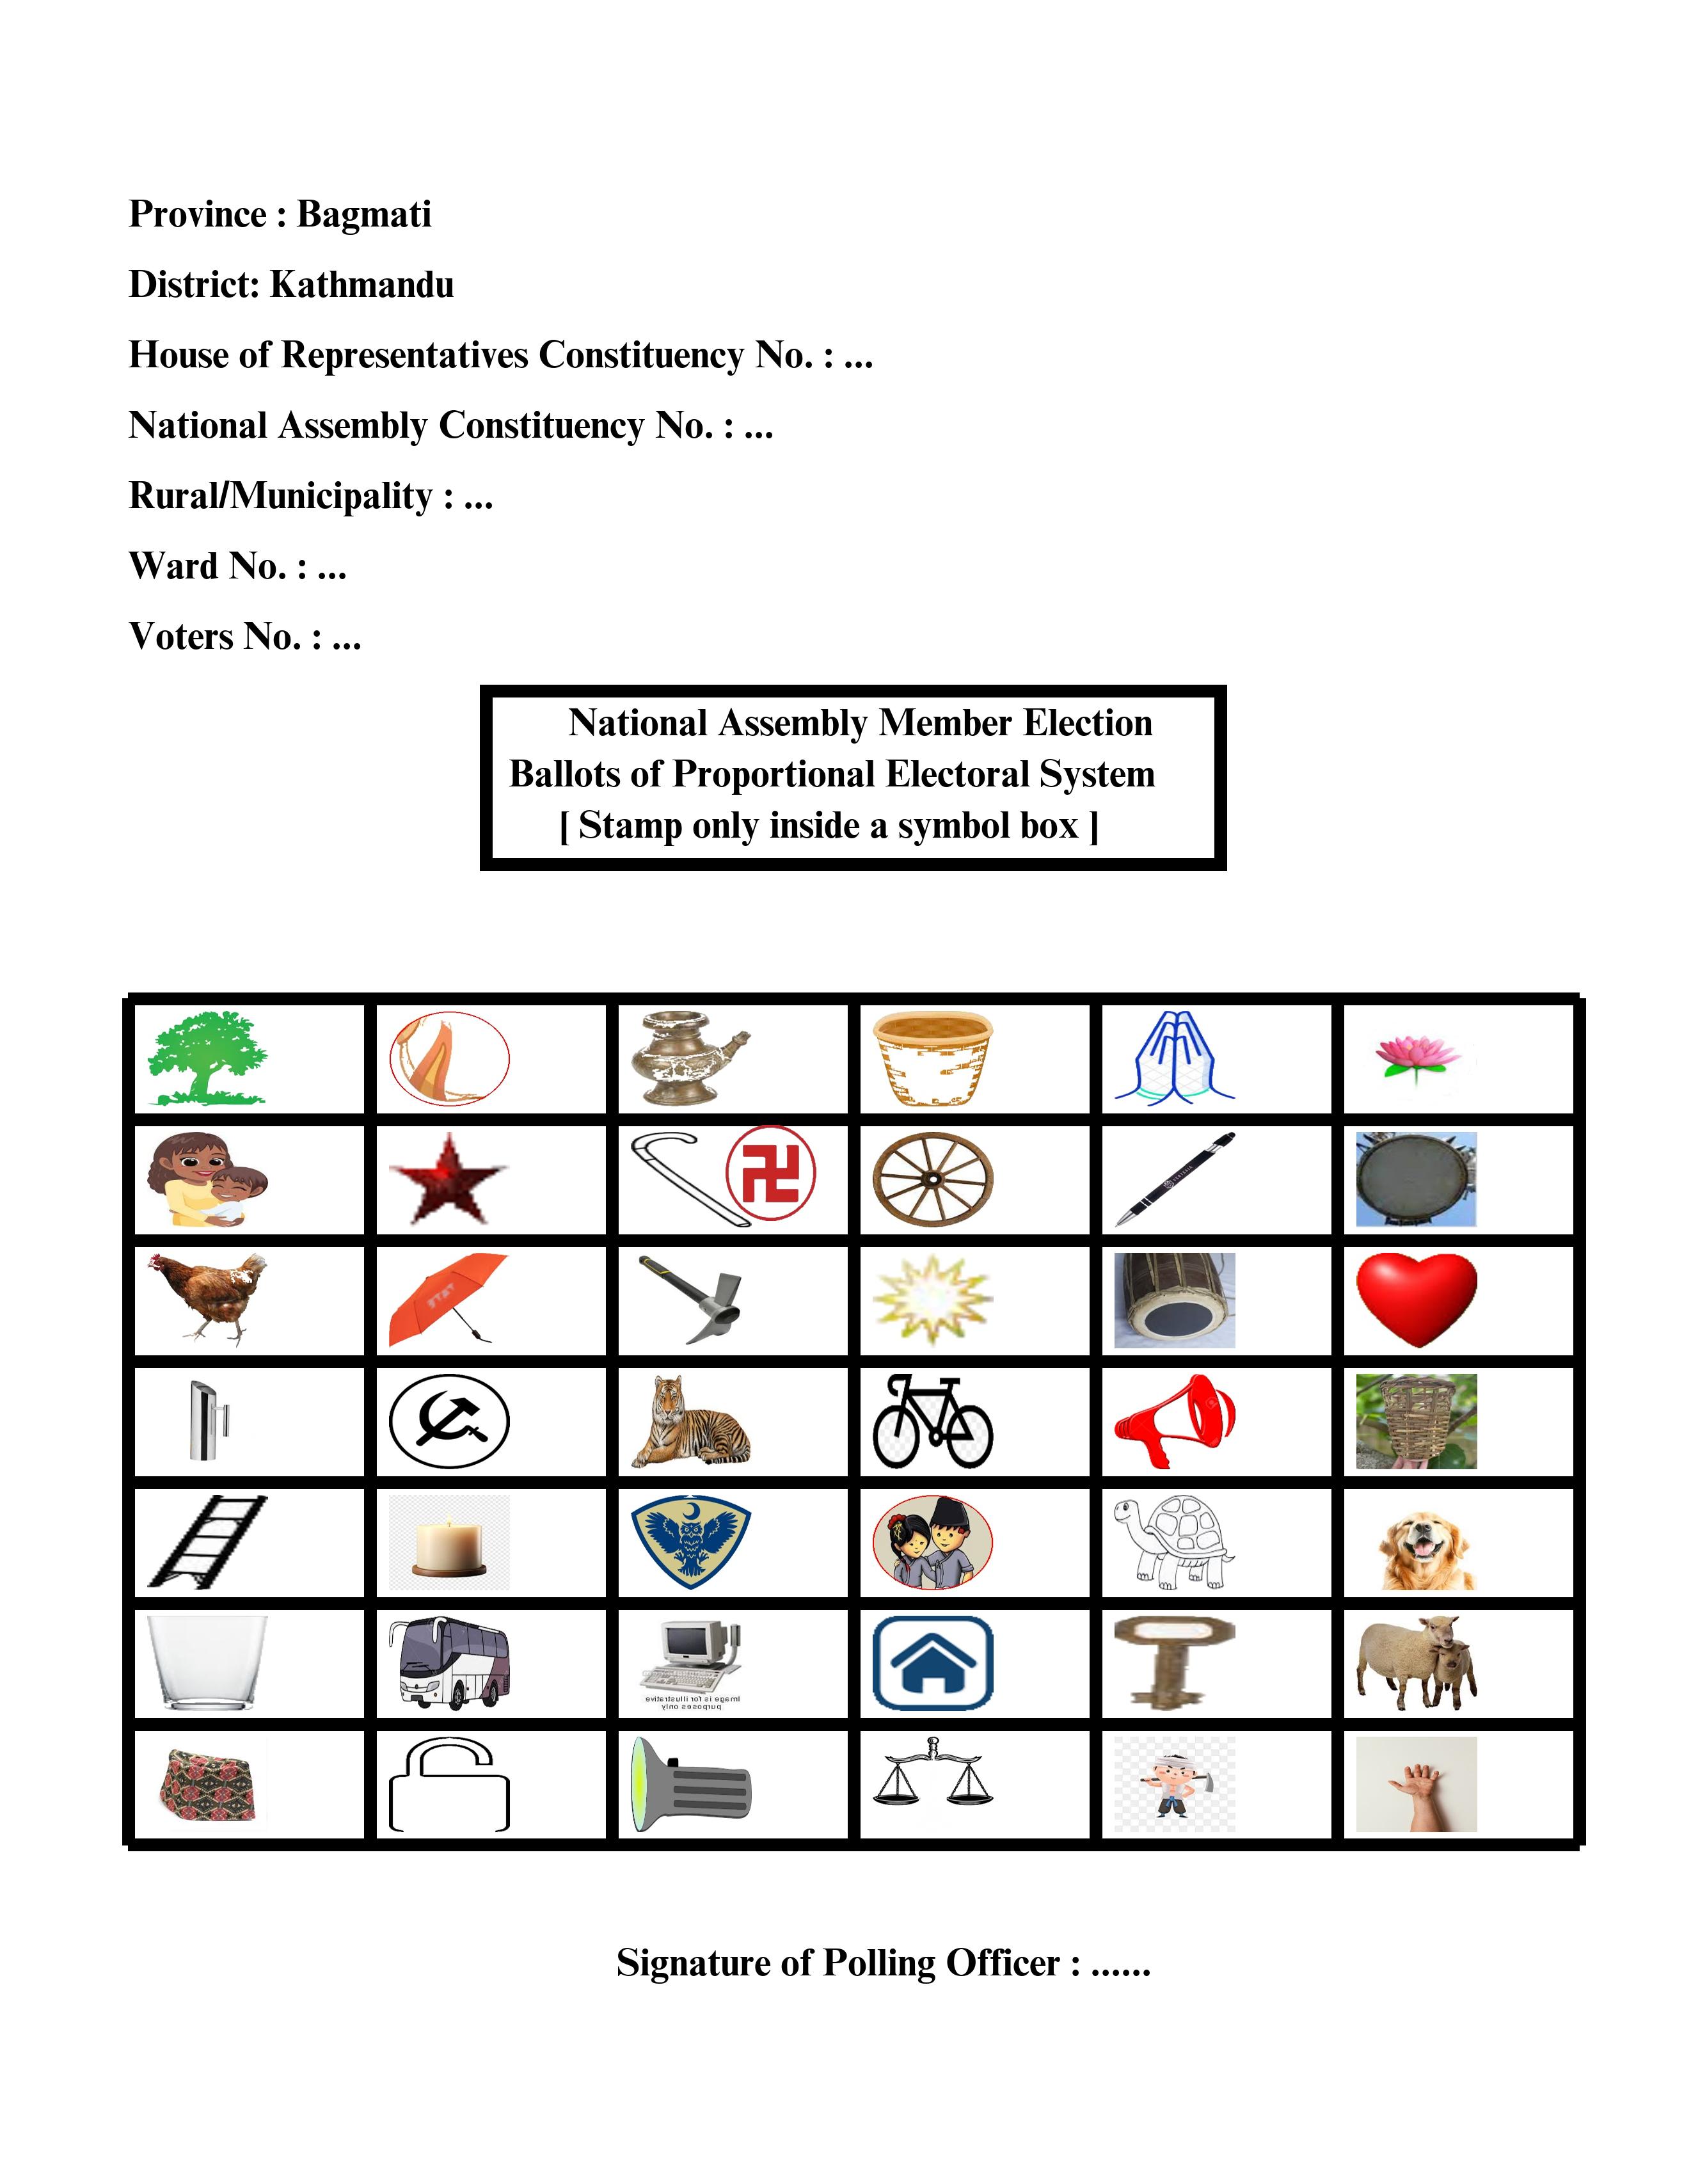 Province : Bagmati
District: Kathmandu
House of Representatives Constituency No. : ...
National Assembly Constituency No. : ...
Rural/Municipality : ...
Ward No. : ...
Voters No. : ...
National Assembly Member Election
Ballots of Proportional Electoral System
[ Stamp only inside a symbol box ]
image is for illustrative
purposes only
Signature of Polling Officer : ......